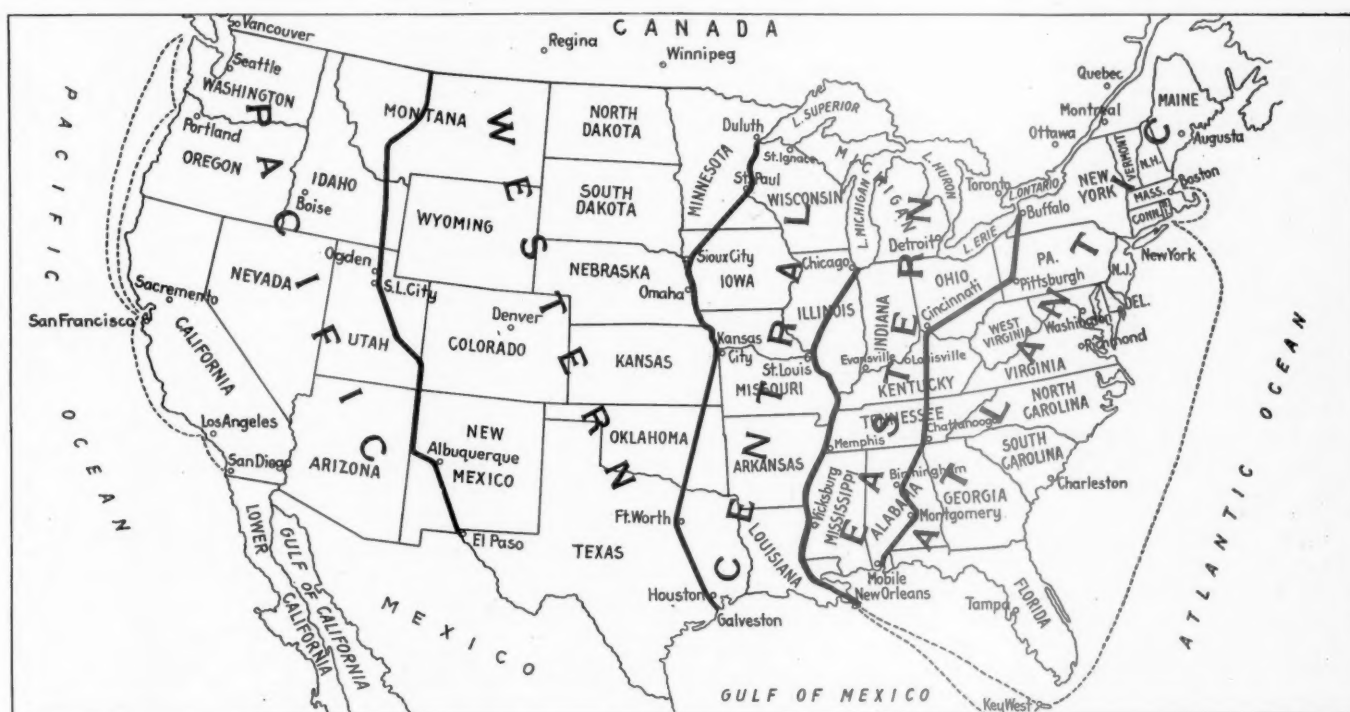 CANADA
Vancouver
Regina
Winnipeg
Seattle
WASHINGTON
Portland
OREGON
MONTANA
IDAHO
Boise
NORTH
DAKOTA
SOUTH
DAKOTA
WYOMING
MINNESOTA
Duluth
St. Paul
L. SUPERIOR
St. Ignace
WISCONSIN
MICHIGAN
L. MICHIGAN
L. HURON
Detroit
Toronto
L. ONTARIO
L. ERIE
Buffalo
Ottawa
Montreal
Quebec
MAINE
Augusta
VERMONT
N.H.
MASS.
Boston
CONN.
R.I.
NEW
YORK
New York
PA.
Pittsburgh
N.J.
DEL.
NEVADA
Ogden
S.L. City
UTAH
Sacremento
San Francisco
CALIFORNIA
Los Angeles
San Diego
ARIZONA
Denver
COLORADO
NEBRASKA
Sioux City
Omaha
IOWA
Chicago
ILLINOIS
INDIANA
OHIO
Cincinnati
WEST
VIRGINIA
Washington
Richmond
VIRGINIA
KANSAS
Kansas
City
St. Louis
MISSOURI
Evansville
Louisville
KENTUCKY
TENNESSEE
Memphis
Chattanooga
NORTH
CAROLINA
SOUTH
CAROLINA
Charleston
NEW
MEXICO
Albuquerque
El Paso
OKLAHOMA
ARKANSAS
Ft. Worth
TEXAS
Houston
Galveston
LOUISIANA
Vicksburg
MISSISSIPPI
Birmingham
ALABAMA
Montgomery
GEORGIA
Mobile
New Orleans
Tampa
FLORIDA
Key West
LOWER
CALIFORNIA
GULF OF CALIFORNIA
MEXICO
GULF OF MEXICO
PACIFIC OCEAN
ATLANTIC OCEAN
PACIFIC
WESTERN
CENTRAL
EASTERN
ATLANTIC